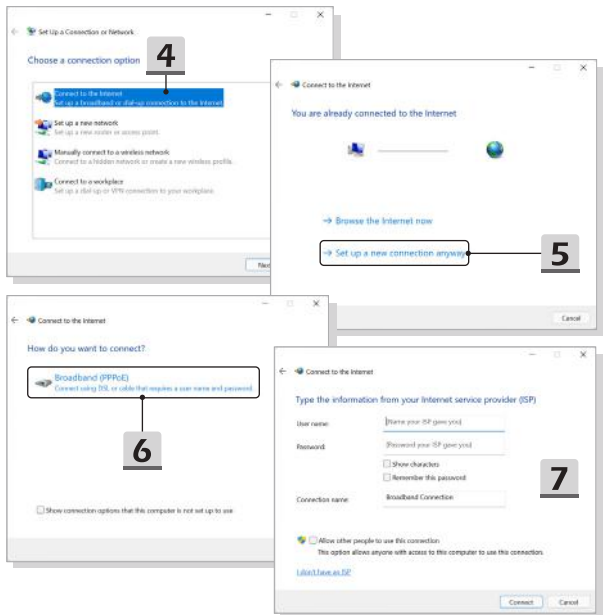 Set Up a Connection or Network
Choose a connection option
4
Connect to the Internet
Set up a broadband or dial-up connection to the Internet.
Set up a new network
Set up a new router or access point.
Manually connect to a wireless network
Connect to a hidden network or create a new wireless profile.
Connect to a workplace
Set up a dial-up or VPN connection to your workplace.
Connect to the Internet
You are already connected to the Internet
→ Browse the Internet now
→ Set up a new connection anyway
5
Cancel
Connect to the Internet
How do you want to connect?
Broadband (PPPoE)
Connect using DSL or cable that requires a user name and password.
6
Show connection options that this computer is not set up to use
Connect to the Internet
Type the information from your Internet service provider (ISP)
User name: [Name your ISP gave you]
Password: [Password your ISP gave you]
Show characters
Remember this password
7
Connection name: Broadband Connection
Allow other people to use this connection
This option allows anyone with access to this computer to use this connection.
I don't have an ISP
Connect Cancel